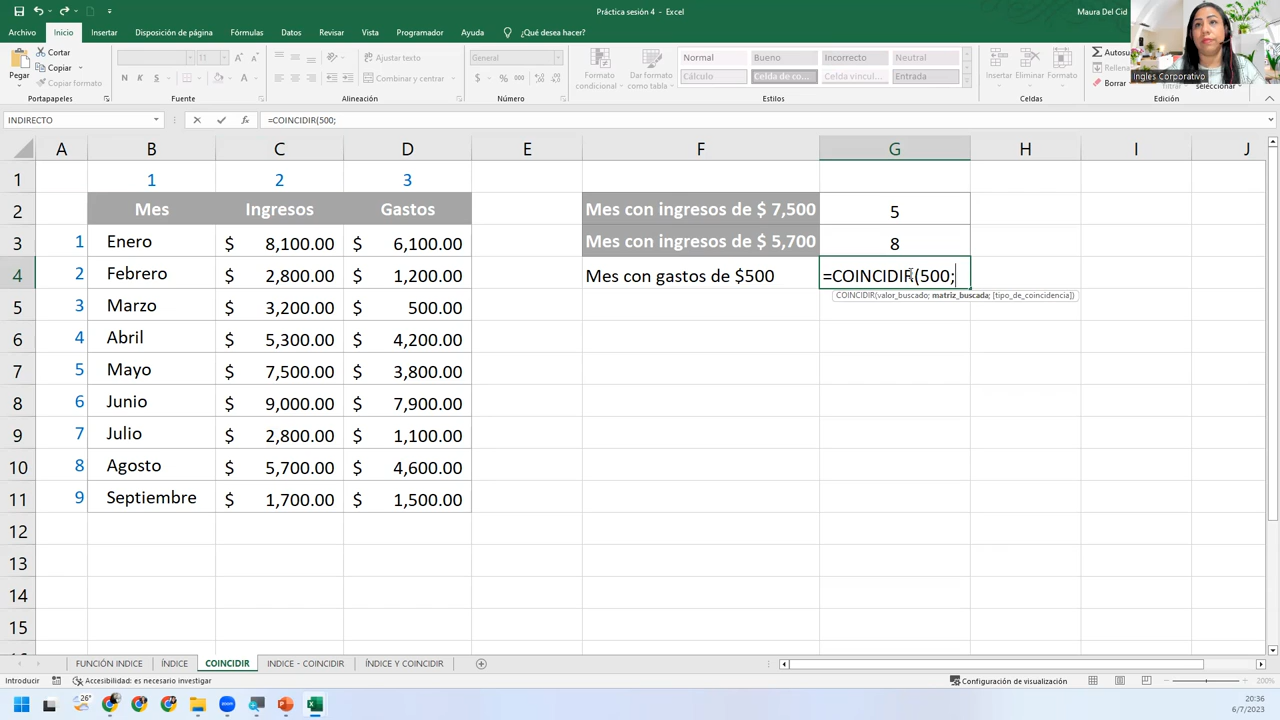 Práctica sesión 4 - Excel
Maura Del Cid
Archivo Inicio Insertar Disposición de página Fórmulas Datos Revisar Vista Programador Ayuda ¿Qué desea hacer?
Pegar
Cortar
Copiar
Copiar formato
Portapapeles
11
N K S
Fuente
Ajustar texto
Combinar y centrar
Alineación
General
$ % 000
Número
Formato condicional
Dar formato como tabla
Normal Bueno Incorrecto
Cálculo Celda de co... Celda vincul... Entrada
Estilos
Insertar Eliminar Formato
Celdas
Autosu
Rellena
Borrar
seleccionar
Edición
Ingles Corporativo
INDIRECTO =COINCIDIR(500;
A B C D E F G H I J
1 1 2 3
2 Mes Ingresos Gastos Mes con ingresos de $ 7,500 5
3 1 Enero $ 8,100.00 $ 6,100.00 Mes con ingresos de $ 5,700 8
4 2 Febrero $ 2,800.00 $ 1,200.00 Mes con gastos de $500 =COINCIDIR(500;
COINCIDIR(valor_buscado; matriz_buscada; [tipo_de_coincidencia])
5 3 Marzo $ 3,200.00 $ 500.00
6 4 Abril $ 5,300.00 $ 4,200.00
7 5 Mayo $ 7,500.00 $ 3,800.00
8 6 Junio $ 9,000.00 $ 7,900.00
9 7 Julio $ 2,800.00 $ 1,100.00
10 8 Agosto $ 5,700.00 $ 4,600.00
11 9 Septiembre $ 1,700.00 $ 1,500.00
12
13
14
15
FUNCIÓN INDICE ÍNDICE COINCIDIR INDICE - COINCIDIR ÍNDICE Y COINCIDIR
Introducir Accesibilidad: es necesario investigar Configuración de visualización 200%
26°
20:36
6/7/2023